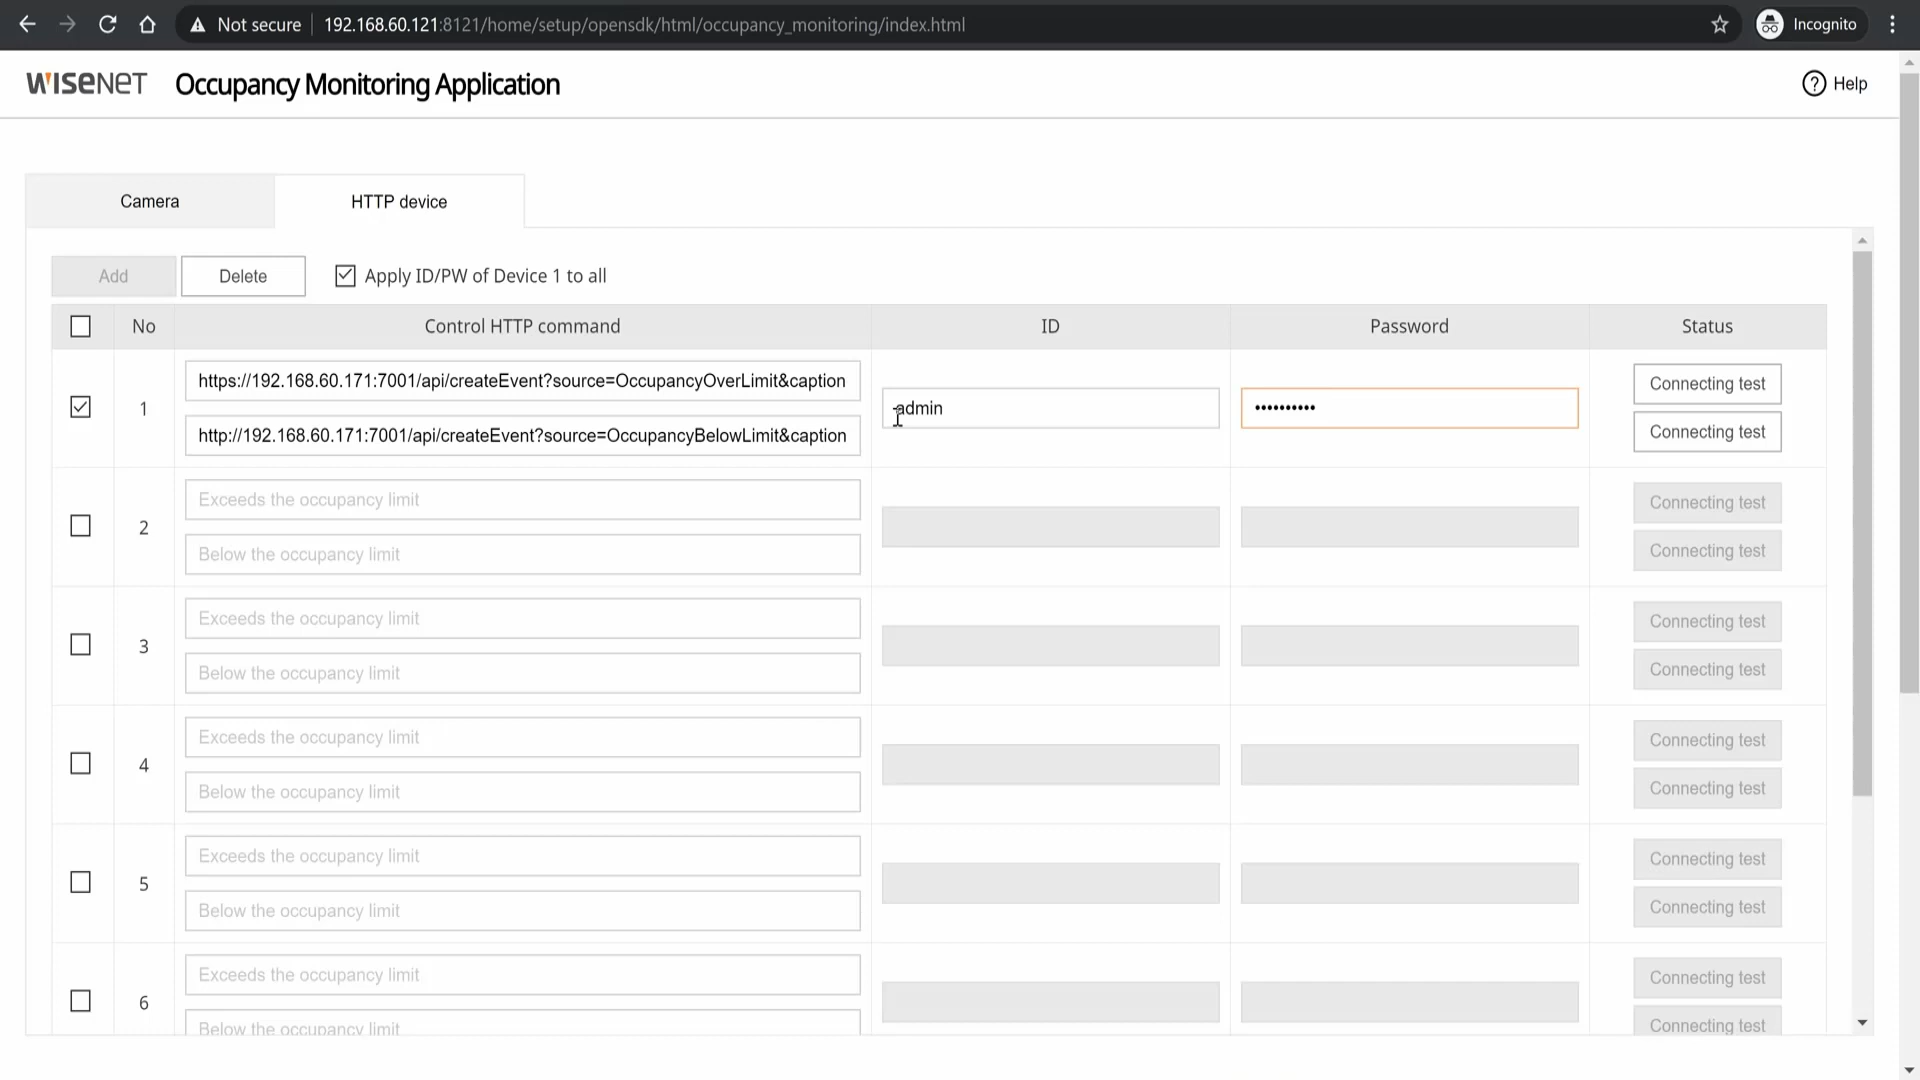 Not secure 192.168.60.121:8121/home/setup/opensdk/html/occupancy_monitoring/index.html Incognito
WISENET Occupancy Monitoring Application Help
Camera HTTP device
Add Delete Apply ID/PW of Device 1 to all
No Control HTTP command ID Password Status
https://192.168.60.171:7001/api/createEvent?source=OccupancyOverLimit&caption Connecting test
1 admin ••••••••••
http://192.168.60.171:7001/api/createEvent?source=OccupancyBelowLimit&caption Connecting test
Exceeds the occupancy limit Connecting test
2
Below the occupancy limit Connecting test
Exceeds the occupancy limit Connecting test
3
Below the occupancy limit Connecting test
Exceeds the occupancy limit Connecting test
4
Below the occupancy limit Connecting test
Exceeds the occupancy limit Connecting test
5
Below the occupancy limit Connecting test
Exceeds the occupancy limit Connecting test
6
Below the occupancy limit Connecting test